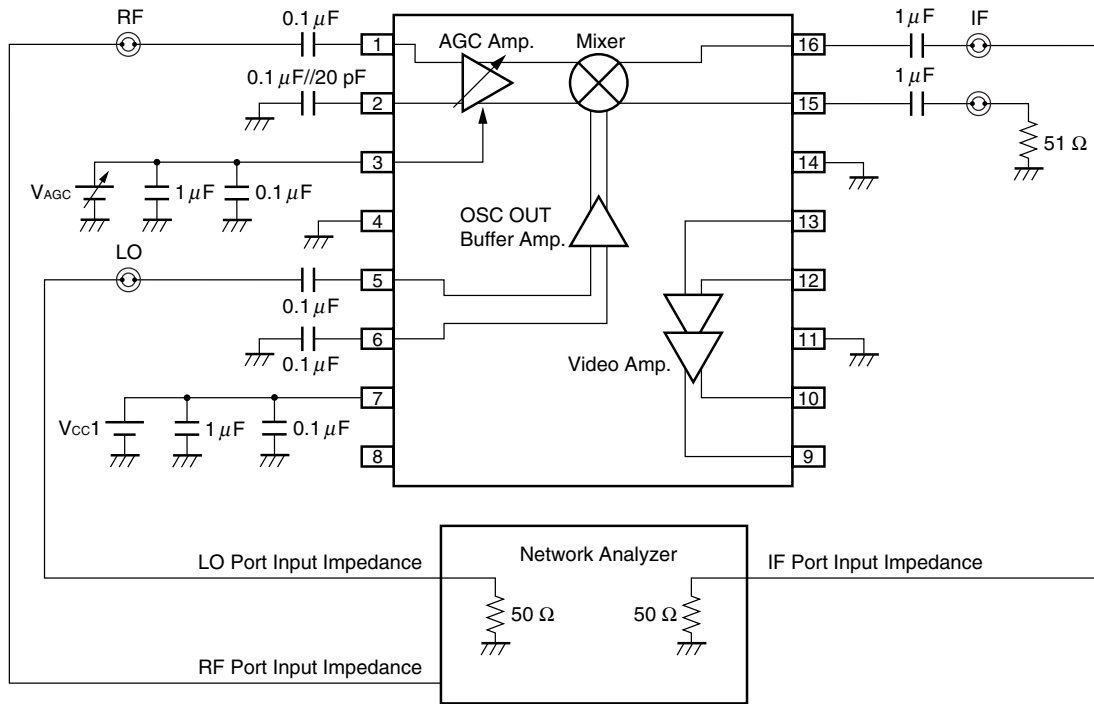 RF
0.1 μF
1
AGC Amp.
Mixer
16
1 μF
IF
0.1 μF//20 pF
2
15
1 μF
51 Ω
3
14
VAGC
1 μF
0.1 μF
4
OSC OUT
Buffer Amp.
13
LO
5
12
0.1 μF
6
11
0.1 μF
Video Amp.
7
10
VCC1
1 μF
0.1 μF
8
9
LO Port Input Impedance
Network Analyzer
IF Port Input Impedance
50 Ω
50 Ω
RF Port Input Impedance